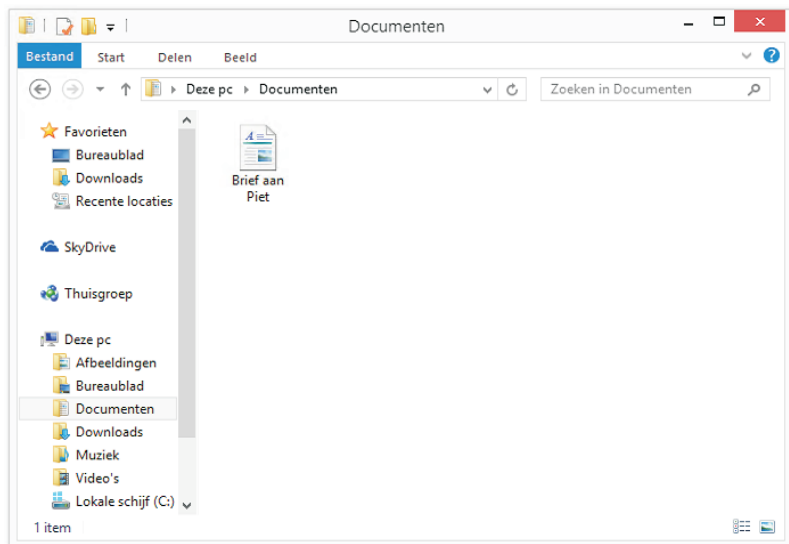 Documenten
Bestand Start Delen Beeld
Deze pc Documenten
Zoeken in Documenten
Favorieten
Bureaublad
Downloads
Recente locaties
SkyDrive
Thuisgroep
Deze pc
Afbeeldingen
Bureaublad
Documenten
Downloads
Muziek
Video's
Lokale schijf (C:)
Brief aan
Piet
1 item